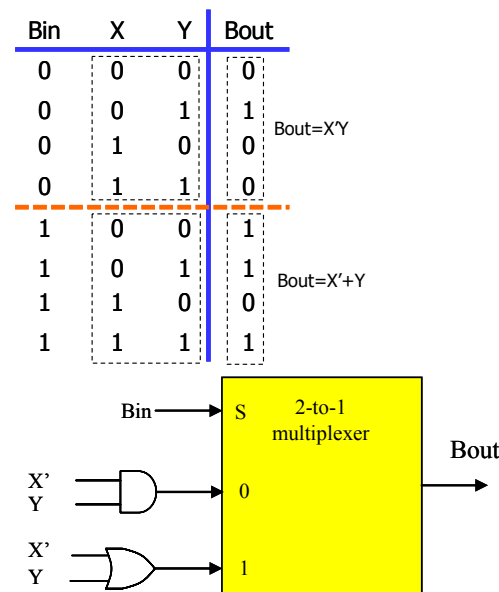 Bin X Y Bout
0 0 0 0
0 0 1 1
0 1 0 0
0 1 1 0
Bout=X'Y
1 0 0 1
1 0 1 1
1 1 0 0
1 1 1 1
Bout=X'+Y
Bin S 2-to-1
multiplexer
Bout
X’
Y
0
X’
Y
1